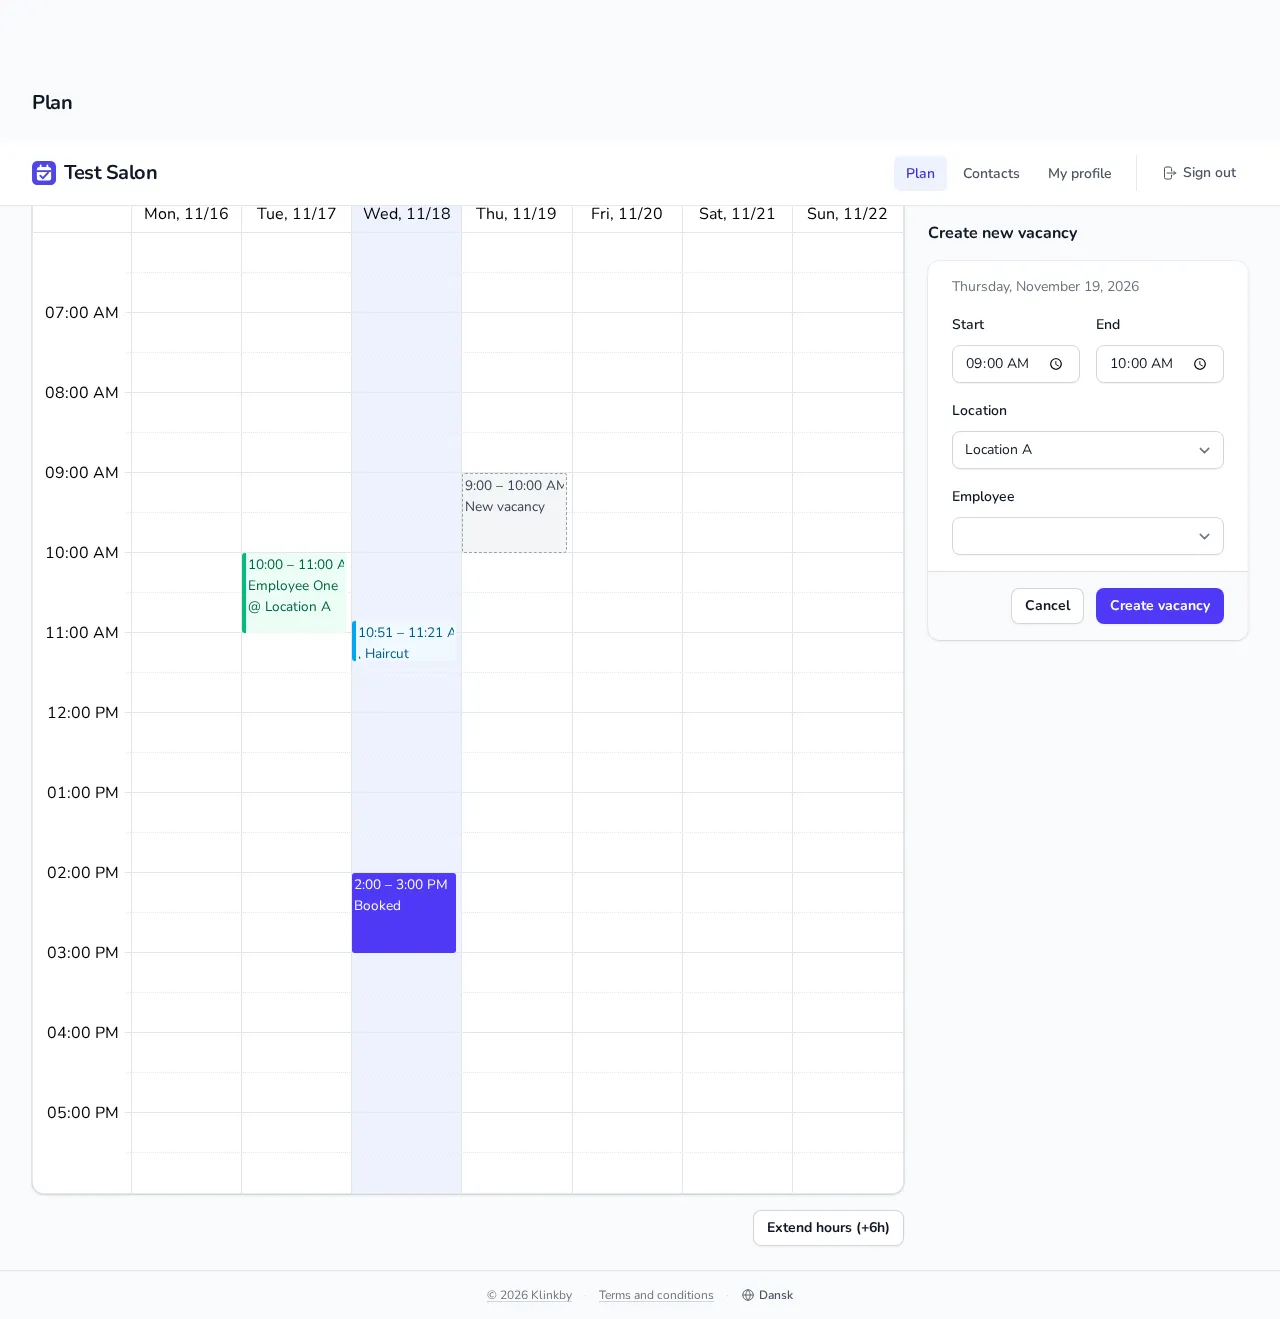 Plan
Test Salon
Plan
Contacts
My profile
Sign out
Mon, 11/16
Tue, 11/17
Wed, 11/18
Thu, 11/19
Fri, 11/20
Sat, 11/21
Sun, 11/22
07:00 AM
08:00 AM
09:00 AM
10:00 AM
11:00 AM
12:00 PM
01:00 PM
02:00 PM
03:00 PM
04:00 PM
05:00 PM
10:00 – 11:00 A
Employee One
@ Location A
10:51 – 11:21 A
, Haircut
2:00 – 3:00 PM
Booked
9:00 – 10:00 AM
New vacancy
Extend hours (+6h)
Create new vacancy
Thursday, November 19, 2026
Start
End
09:00 AM
10:00 AM
Location
Location A
Employee
Cancel
Create vacancy
© 2026 Klinkby
·
Terms and conditions
·
Dansk